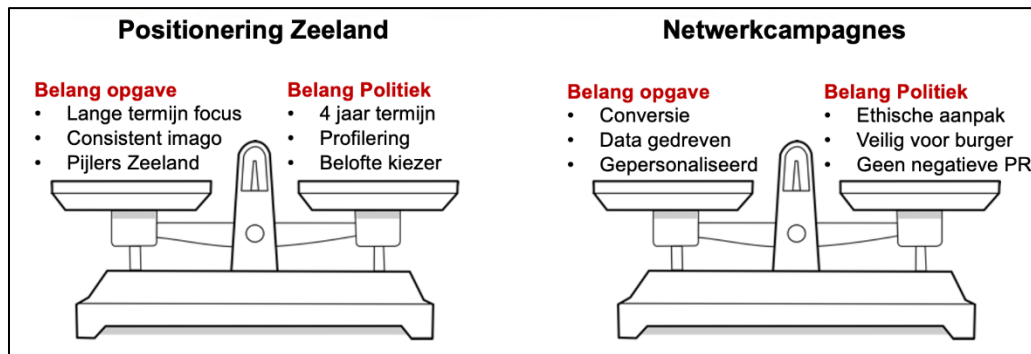 Positionering Zeeland
Belang opgave
• Lange termijn focus
• Consistent imago
• Pijlers Zeeland
Belang Politiek
• 4 jaar termijn
• Profilering
• Belofte kiezer
Netwerkcampagnes
Belang opgave
• Conversie
• Data gedreven
• Gepersonaliseerd
Belang Politiek
• Ethische aanpak
• Veilig voor burger
• Geen negatieve PR